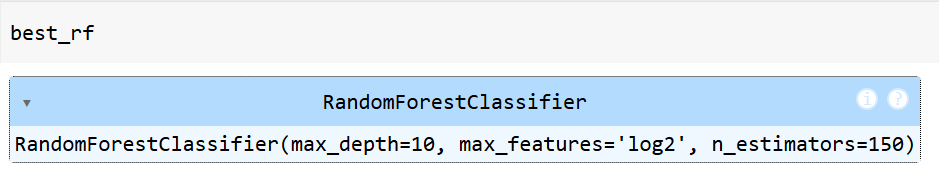 best_rf
RandomForestClassifier
RandomForestClassifier(max_depth=10, max_features='log2', n_estimators=150)